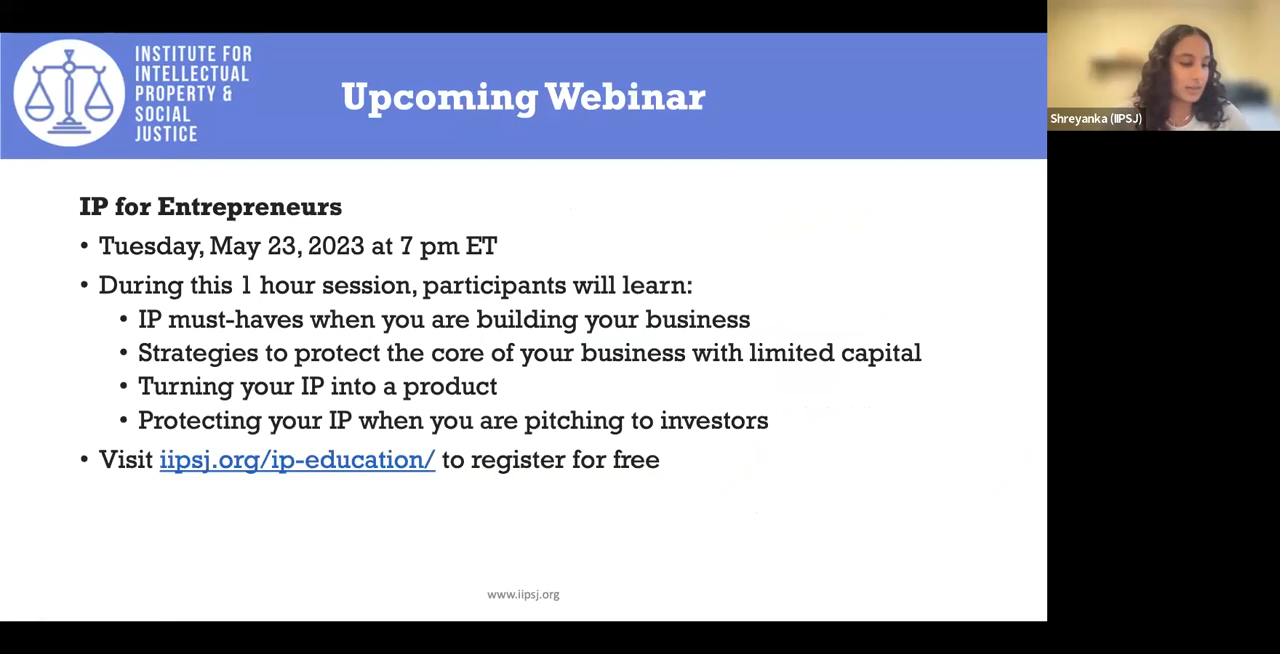 INSTITUTE FOR
INTELLECTUAL
PROPERTY &
SOCIAL
JUSTICE
Upcoming Webinar
Shreyanka (IIPSJ)
IP for Entrepreneurs
• Tuesday, May 23, 2023 at 7 pm ET
• During this 1 hour session, participants will learn:
• IP must-haves when you are building your business
• Strategies to protect the core of your business with limited capital
• Turning your IP into a product
• Protecting your IP when you are pitching to investors
• Visit iipsj.org/ip-education/ to register for free
www.iipsj.org